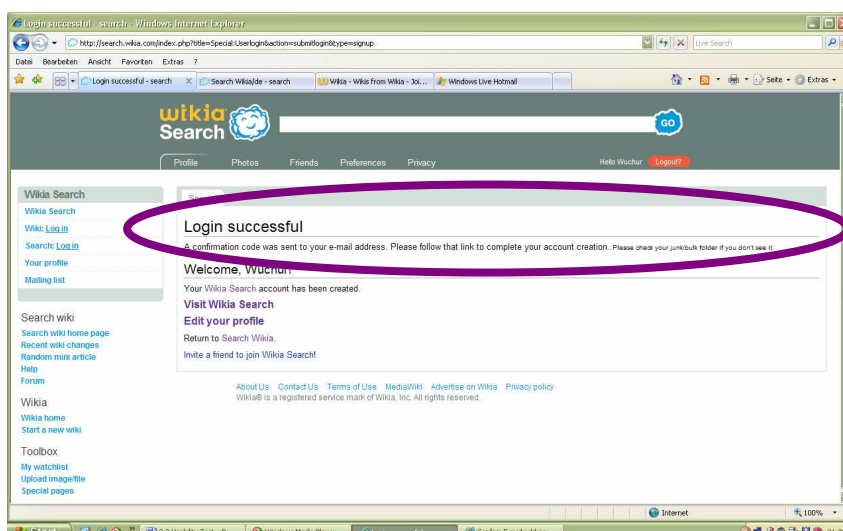 Login successful - search - Windows Internet Explorer
http://search.wikia.com/index.php?title=Special:Userlogin&action=submitlogin&type=signup
Live Search
Datei Bearbeiten Ansicht Favoriten Extras ?
Login successful - search
Search Wikia/de - search
Wikia - Wikis from Wikia - Joi...
Windows Live Hotmail
Seite
Extras
wikia
Search
GO
Profile Photos Friends Preferences Privacy
Hello Wuchur
Logout?
Wikia Search
Wikia Search
Wiki: Log in
Search: Log in
Your profile
Mailing list
Search wiki
Search wiki home page
Recent wiki changes
Random mini article
Help
Forum
Wikia
Wikia home
Start a new wiki
Toolbox
My watchlist
Upload image/file
Special pages
Login successful
A confirmation code was sent to your e-mail address. Please follow that link to complete your account creation. Please check your junk/bulk folder if you don't see it.
Welcome, Wuchur!
Your Wikia Search account has been created.
Visit Wikia Search
Edit your profile
Return to Search Wikia.
Invite a friend to join Wikia Search!
About Us Contact Us Terms of Use MediaWiki Advertise on Wikia Privacy policy
Wikia® is a registered service mark of Wikia, Inc. All rights reserved.
Internet
100%